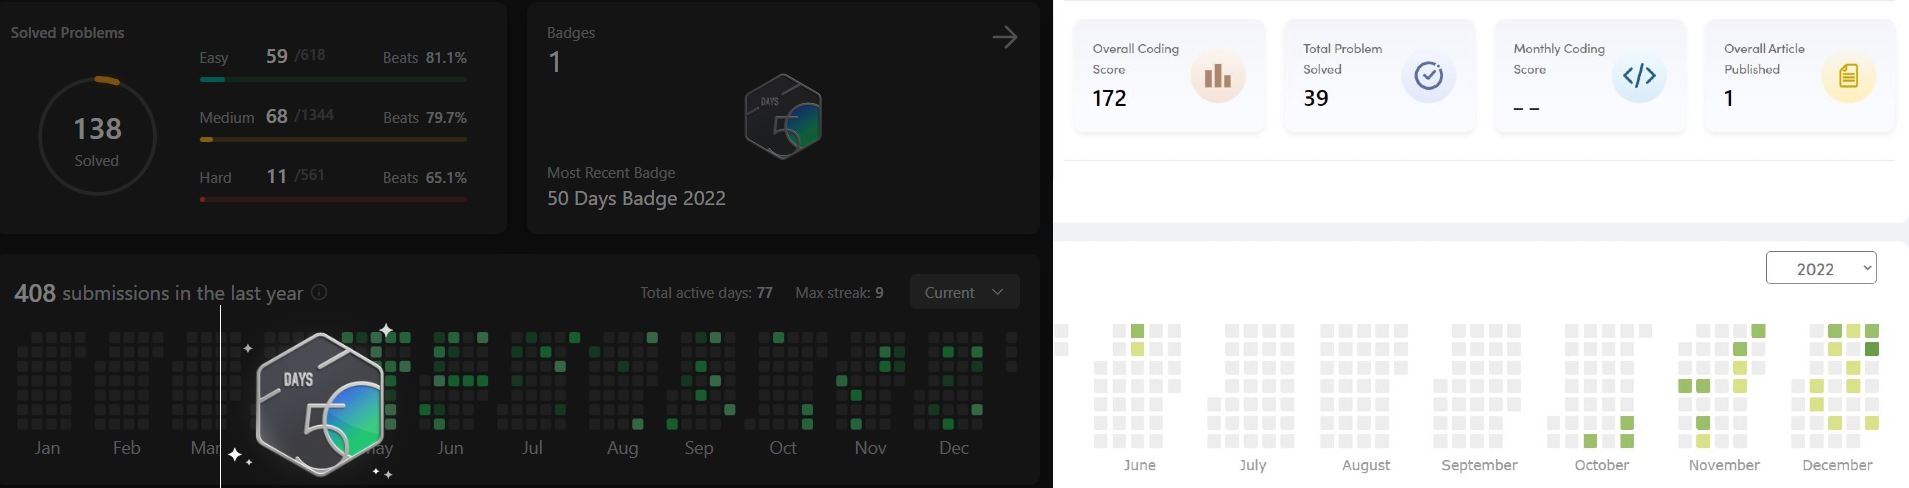 Solved Problems
138
Solved
Easy 59 /618 Beats 81.1%
Medium 68 /1344 Beats 79.7%
Hard 11 /561 Beats 65.1%
Badges
1
DAYS
5
Most Recent Badge
50 Days Badge 2022
408 submissions in the last year
Total active days: 77 Max streak: 9 Current
DAYS
5
Jan Feb Mar May Jun Jul Aug Sep Oct Nov Dec
Overall Coding
Score
172
Total Problem
Solved
39
Monthly Coding
Score
_ _
Overall Article
Published
1
2022
June July August September October November December